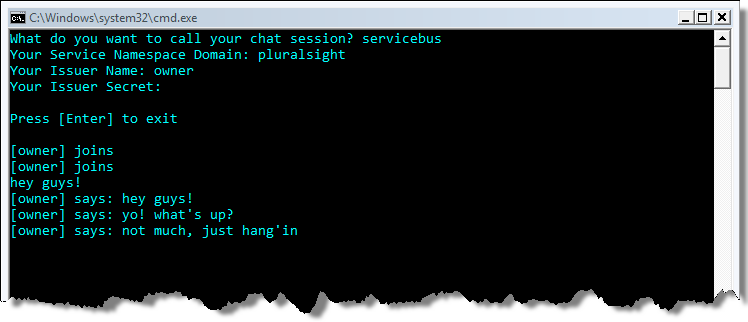 C:\Windows\system32\cmd.exe
What do you want to call your chat session? servicebus
Your Service Namespace Domain: pluralsight
Your Issuer Name: owner
Your Issuer Secret:
Press [Enter] to exit
[owner] joins
[owner] joins
hey guys!
[owner] says: hey guys!
[owner] says: yo! what's up?
[owner] says: not much, just hang'in